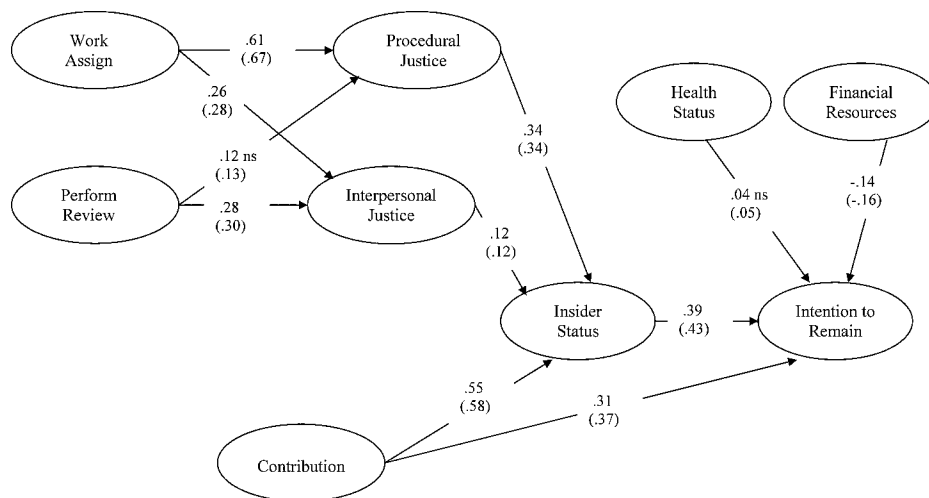 Work
Assign
.61
(.67)
Procedural
Justice
.26
(.28)
Health
Status
Financial
Resources
.34
(.34)
.12 ns
(.13)
Perform
Review
.28
(.30)
Interpersonal
Justice
.04 ns
(.05)
-.14
(-.16)
.12
(.12)
Insider
Status
.39
(.43)
Intention to
Remain
.55
(.58)
.31
(.37)
Contribution